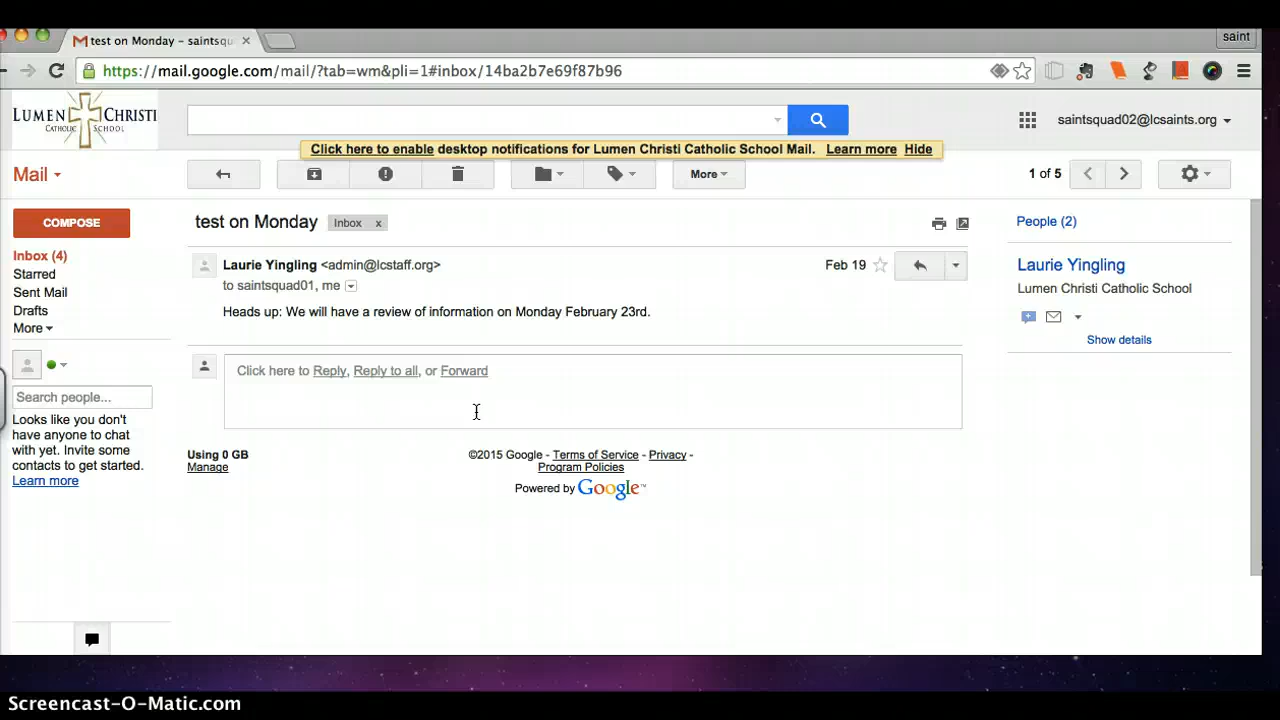 test on Monday – saintsqu
saint
https://mail.google.com/mail/?tab=wm&pli=1#inbox/14ba2b7e69f87b96
LUMEN CHRISTI
CATHOLIC SCHOOL
saintsquad02@lcsaints.org
Click here to enable desktop notifications for Lumen Christi Catholic School Mail. Learn more Hide
Mail
More
1 of 5
COMPOSE
test on Monday Inbox x
People (2)
Inbox (4)
Starred
Sent Mail
Drafts
More
Laurie Yingling <admin@lcstaff.org>
Feb 19
to saintsquad01, me
Heads up: We will have a review of information on Monday February 23rd.
Laurie Yingling
Lumen Christi Catholic School
Show details
Click here to Reply, Reply to all, or Forward
Search people...
Looks like you don't
have anyone to chat
with yet. Invite some
contacts to get started.
Learn more
Using 0 GB
Manage
©2015 Google - Terms of Service - Privacy -
Program Policies
Powered by Google™
Screencast-O-Matic.com